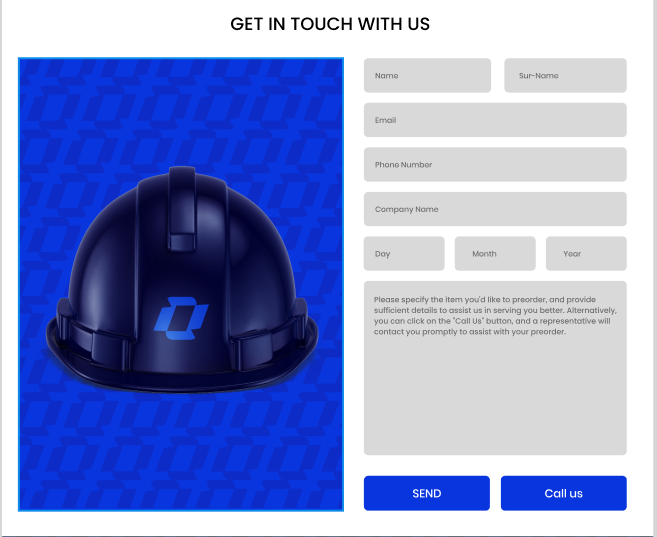 GET IN TOUCH WITH US
Name
Sur-Name
Email
Phone Number
Company Name
Day
Month
Year
Please specify the item you'd like to preorder, and provide
sufficient details to assist us in serving you better. Alternatively,
you can click on the "Call Us" button, and a representative will
contact you promptly to assist with your preorder.
SEND
Call us